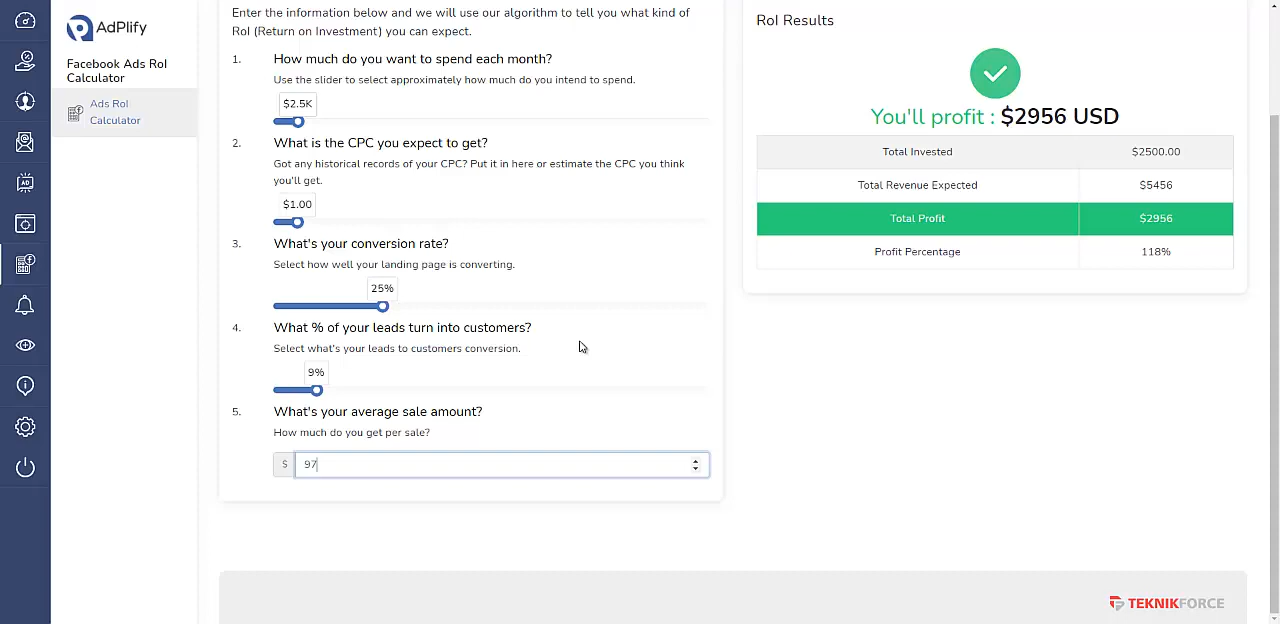 AdPlify
Facebook Ads RoI
Calculator
Ads RoI
Calculator
Enter the information below and we will use our algorithm to tell you what kind of
RoI (Return on Investment) you can expect.
1. How much do you want to spend each month?
Use the slider to select approximately how much do you intend to spend.
$2.5K
2. What is the CPC you expect to get?
Got any historical records of your CPC? Put it in here or estimate the CPC you think
you'll get.
$1.00
3. What's your conversion rate?
Select how well your landing page is converting.
25%
4. What % of your leads turn into customers?
Select what's your leads to customers conversion.
9%
5. What's your average sale amount?
How much do you get per sale?
$ 97
RoI Results
You'll profit : $2956 USD
Total Invested $2500.00
Total Revenue Expected $5456
Total Profit $2956
Profit Percentage 118%
TEKNIKFORCE